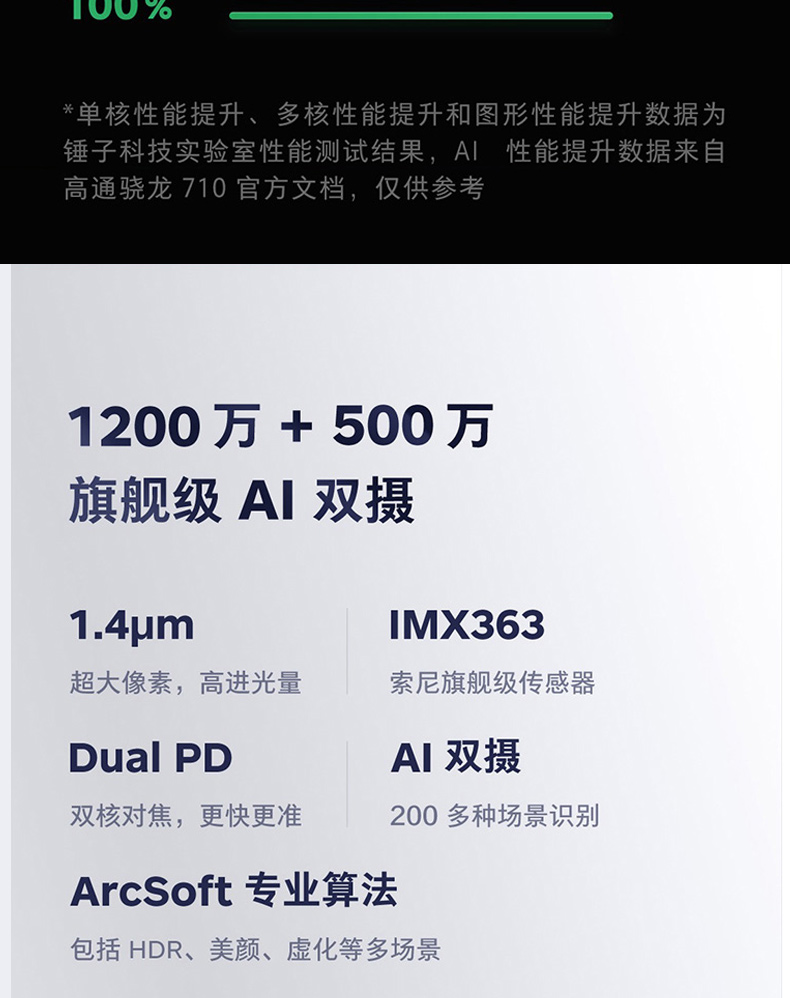 100%
*单核性能提升、多核性能提升和图形性能提升数据为
锤子科技实验室性能测试结果，AI 性能提升数据来自
高通骁龙 710 官方文档，仅供参考
1200 万 + 500 万
旗舰级 AI 双摄
1.4μm
IMX363
超大像素，高进光量
索尼旗舰级传感器
Dual PD
AI 双摄
双核对焦，更快更准
200 多种场景识别
ArcSoft 专业算法
包括 HDR、美颜、虚化等多场景